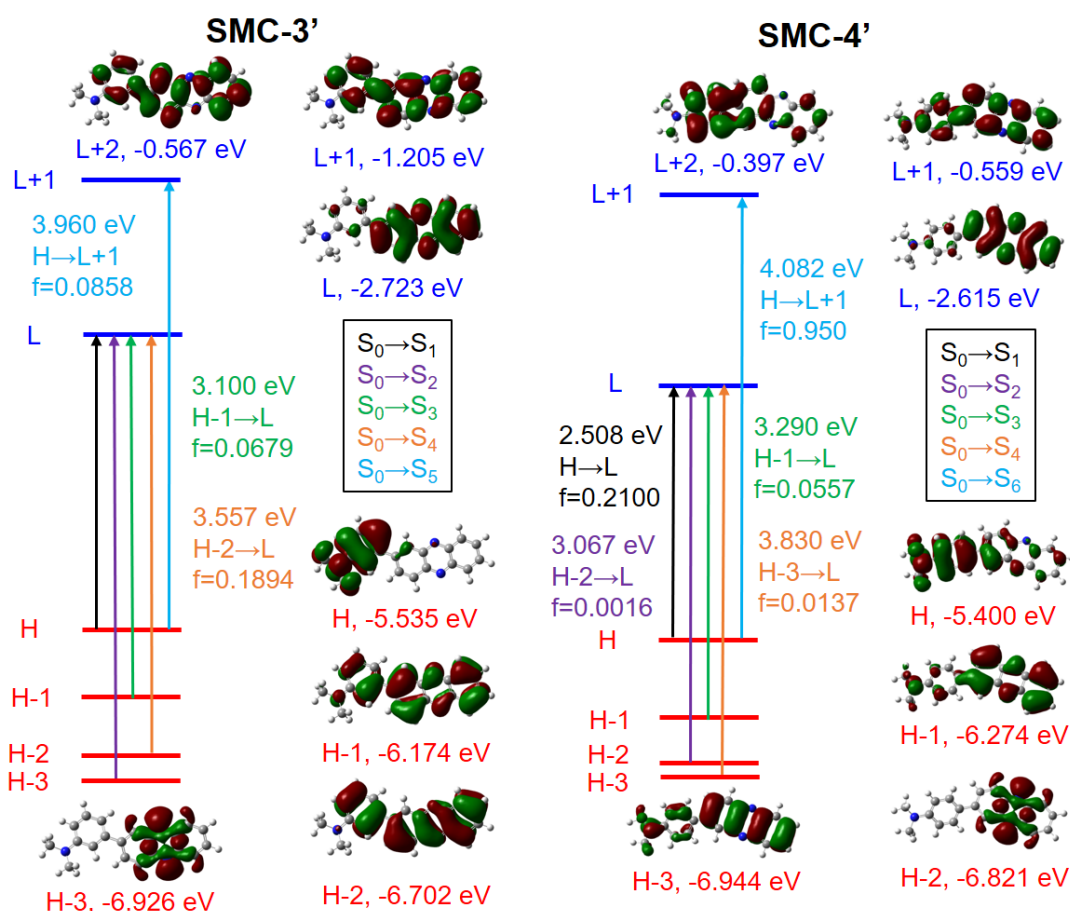 SMC-3’
L+2, -0.567 eV
L+1, -1.205 eV
L+1
3.960 eV
H→L+1
f=0.0858
L, -2.723 eV
L
S₀→S₁
S₀→S₂
S₀→S₃
S₀→S₄
S₀→S₅
3.100 eV
H-1→L
f=0.0679
3.557 eV
H-2→L
f=0.1894
H
H, -5.535 eV
H-1
H-1, -6.174 eV
H-2
H-3
H-3, -6.926 eV
H-2, -6.702 eV
SMC-4’
L+2, -0.397 eV
L+1, -0.559 eV
L+1
4.082 eV
H→L+1
f=0.950
L, -2.615 eV
L
S₀→S₁
S₀→S₂
S₀→S₃
S₀→S₄
S₀→S₆
2.508 eV
H→L
f=0.2100
3.290 eV
H-1→L
f=0.0557
3.067 eV
H-2→L
f=0.0016
3.830 eV
H-3→L
f=0.0137
H
H, -5.400 eV
H-1
H-1, -6.274 eV
H-2
H-3
H-3, -6.944 eV
H-2, -6.821 eV